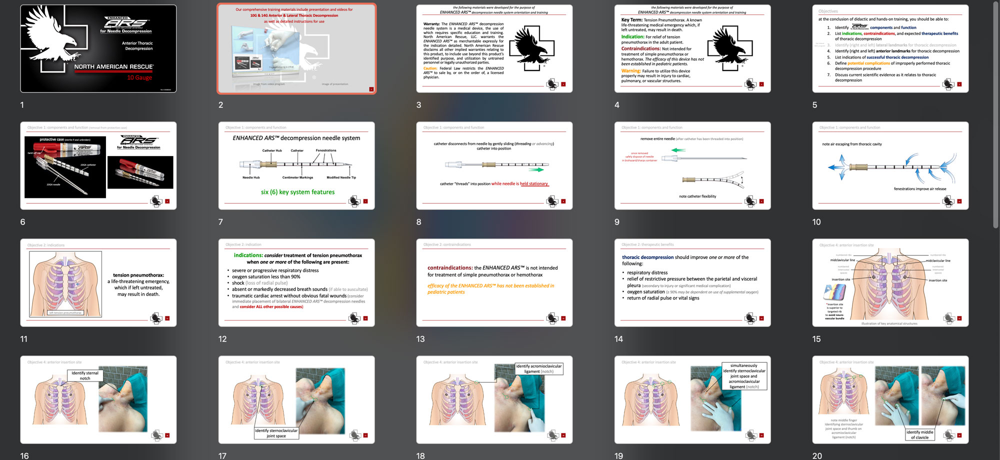 ENHANCED
ARS™
for Needle Decompression
Anterior Thoracic
Decompression
NORTH AMERICAN RESCUE®
10 Gauge
1
Our comprehensive training materials include presentation and videos for
10G & 14G Anterior & Lateral Thoracic Decompression
as well as detailed instructions for use
image from video program
image of presentation
2
the following materials were developed for the purpose of
ENHANCED ARS™ decompression needle system orientation and training
Warranty: The ENHANCED ARS™ decompression
needle system is a medical device, the use of
which requires specific education and training.
North American Rescue, LLC. warrants the
ENHANCED ARS™ as merchantable expressly for
the indication detailed. North American Rescue
disclaims all other implied warranties relating to
this product, to include use beyond this product's
identified purpose, and utilization by untrained
personnel or legally unauthorized parties.
Caution: Federal Law restricts the ENHANCED
ARS™ to sale by, or on the order of, a licensed
physician.
3
the following materials were developed for the purpose of
ENHANCED ARS™ decompression needle system orientation and training
Key Term: Tension Pneumothorax. A known
life-threatening medical emergency which, if
left untreated, may result in death.
Indication: For relief of tension
pneumothorax in the adult patient.
Contraindications: Not intended for
treatment of simple pneumothorax or
hemothorax. The efficacy of this device has not
been established in pediatric patients.
Warning: Failure to utilize this device
properly may result in injury to cardiac,
pulmonary, or vascular structures.
4
Objectives
at the conclusion of didactic and hands-on training, you should be able to:
1. Identify ENHANCED ARS components and function
2. List indications, contraindications, and expected therapeutic benefits
of thoracic decompression
3. Identify (right and left) lateral landmarks for thoracic decompression
4. Identify (right and left) anterior landmarks for thoracic decompression
5. List indications of successful thoracic decompression
6. Define potential complications of improperly performed thoracic
decompression procedure
7. Discuss current scientific evidence as it relates to thoracic
decompression
5
Objective 1: components and function (removal from protective case)
protective case (sterile if seal unbroken)
twist off cap
10GA catheter
10GA needle
ENHANCED
ARS™
for Needle Decompression
6
Objective 1: components and function
ENHANCED ARS™ decompression needle system
Catheter Hub
Catheter
Fenestrations
Needle Hub
Centimeter Markings
Modified Needle Tip
six (6) key system features
7
Objective 1: components and function
catheter disconnects from needle by gently sliding (threading or advancing)
catheter into position
catheter "threads" into position while needle is held stationary
8
Objective 1: components and function
remove entire needle (after catheter has been threaded into position)
once removed
safely dispose of needle
in biohazard/sharps container
note catheter flexibility
9
Objective 1: components and function
note air escaping from thoracic cavity
fenestrations improve air release
10
Objective 2: indications
left tension pneumothorax
tension pneumothorax:
a life-threatening emergency,
which if left untreated,
may result in death.
11
Objective 2: indication
indications: consider treatment of tension pneumothorax
when one or more of the following are present:
• severe or progressive respiratory distress
• oxygen saturation less than 90%
• shock (loss of radial pulse)
• absent or markedly decreased breath sounds (if able to auscultate)
• traumatic cardiac arrest without obvious fatal wounds (consider
immediate placement of bilateral ENHANCED ARS™ decompression needles
and consider ALL other possible causes)
12
Objective 2: contraindications
contraindications: the ENHANCED ARS™ is not intended
for treatment of simple pneumothorax or hemothorax
efficacy of the ENHANCED ARS™ has not been established in
pediatric patients
13
Objective 2: therapeutic benefits
thoracic decompression should improve one or more of the
following:
• respiratory distress
• relief of restrictive pressure between the parietal and visceral
pleura (secondary to injury or significant medical complication)
• oxygen saturation (≥ 90% may be dependent on use of supplemental oxygen)
• return of radial pulse or vital signs
14
Objective 4: anterior insertion site
numbered ribs
midclavicular line
numbered
intercostal
spaces
insertion site
numbered ribs
midclavicular line
numbered
intercostal
spaces
insertion site
*insertion site
is superior to
targeted rib
to avoid neuro-
vascular bundle
illustration of key anatomical structures
15
Objective 4: anterior insertion site
Identify sternal
notch
16
Objective 4: anterior insertion site
identify sternoclavicular
joint space
17
Objective 4: anterior insertion site
identify acromioclavicular
ligament (notch)
18
Objective 4: anterior insertion site
simultaneously
identify sternoclavicular
joint space and
acromioclavicular
ligament (notch)
19
Objective 4: anterior insertion site
note middle finger
identifying sternoclavicular
joint space and thumb on
acromioclavicular
ligament (notch)
identify middle
of clavicle
20